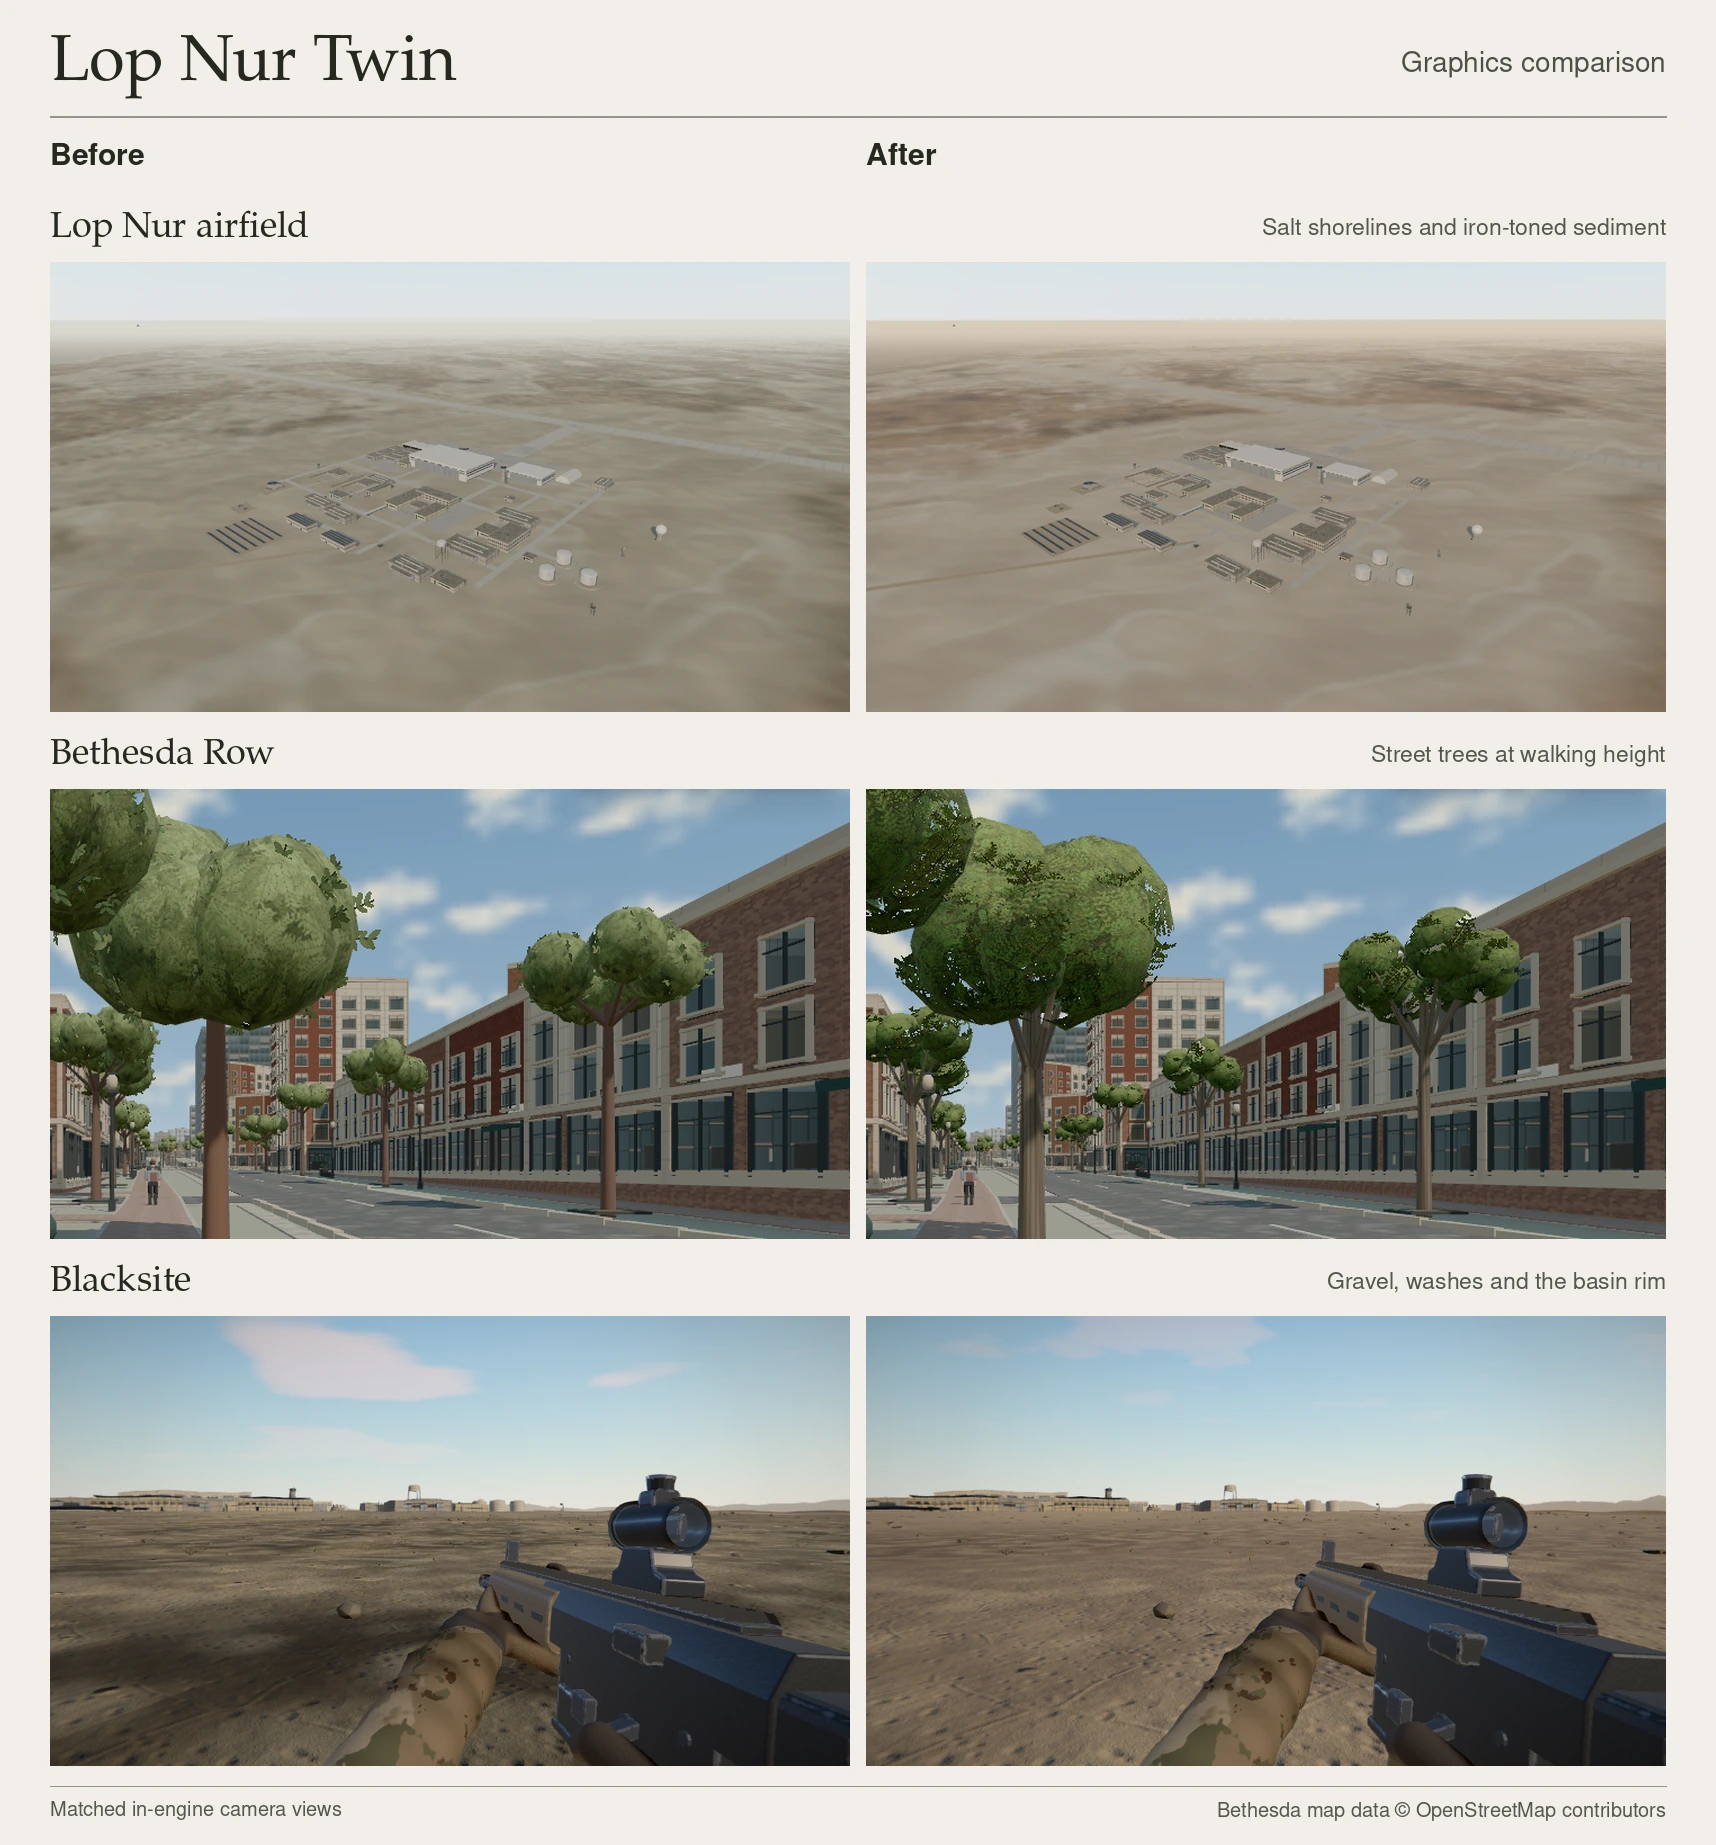 Lop Nur Twin
Graphics comparison
Before
After
Lop Nur airfield
Salt shorelines and iron-toned sediment
Bethesda Row
Street trees at walking height
Blacksite
Gravel, washes and the basin rim
Matched in-engine camera views
Bethesda map data © OpenStreetMap contributors